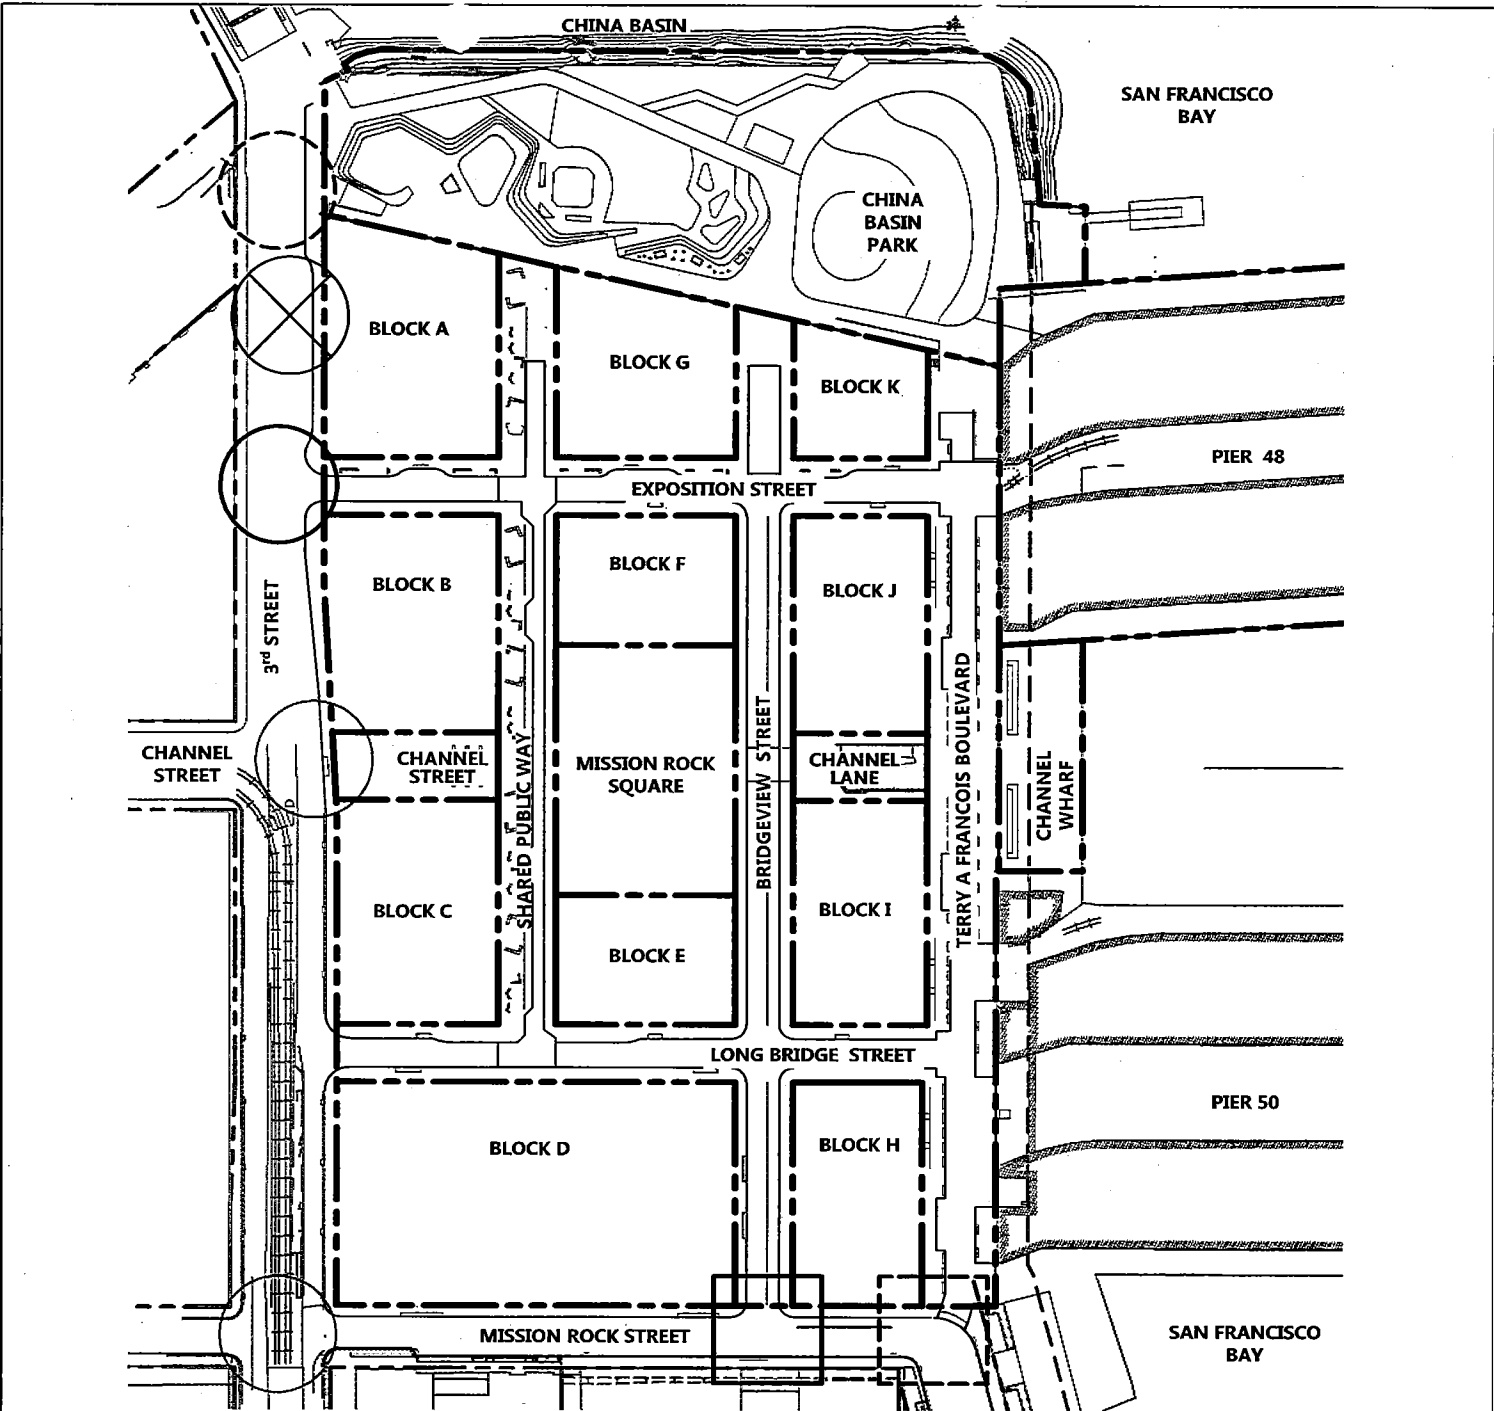 CHINA BASIN
SAN FRANCISCO
BAY
CHINA
BASIN
PARK
BLOCK A
BLOCK G
BLOCK K
PIER 48
EXPOSITION STREET
BLOCK B
BLOCK F
BLOCK J
3rd STREET
CHANNEL
STREET
CHANNEL
STREET
SHARED PUBLIC WAY
MISSION ROCK
SQUARE
BRIDGEVIEW STREET
CHANNEL
LANE
TERRY A FRANCOIS BOULEVARD
CHANNEL
WHARF
BLOCK C
BLOCK E
BLOCK I
LONG BRIDGE STREET
BLOCK D
BLOCK H
PIER 50
MISSION ROCK STREET
SAN FRANCISCO
BAY